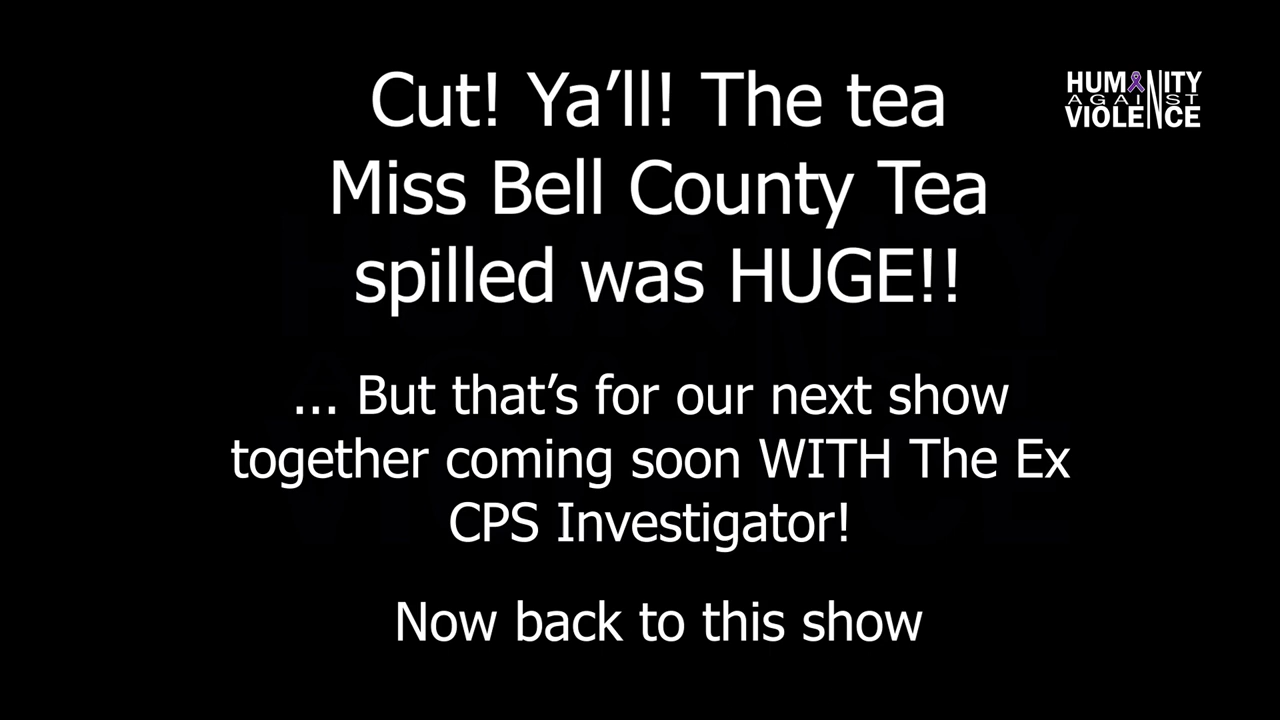 Cut! Ya’ll! The tea
Miss Bell County Tea
spilled was HUGE!!
... But that’s for our next show
together coming soon WITH The Ex
CPS Investigator!
Now back to this show
HUMANITY
AGAINST
VIOLENCE